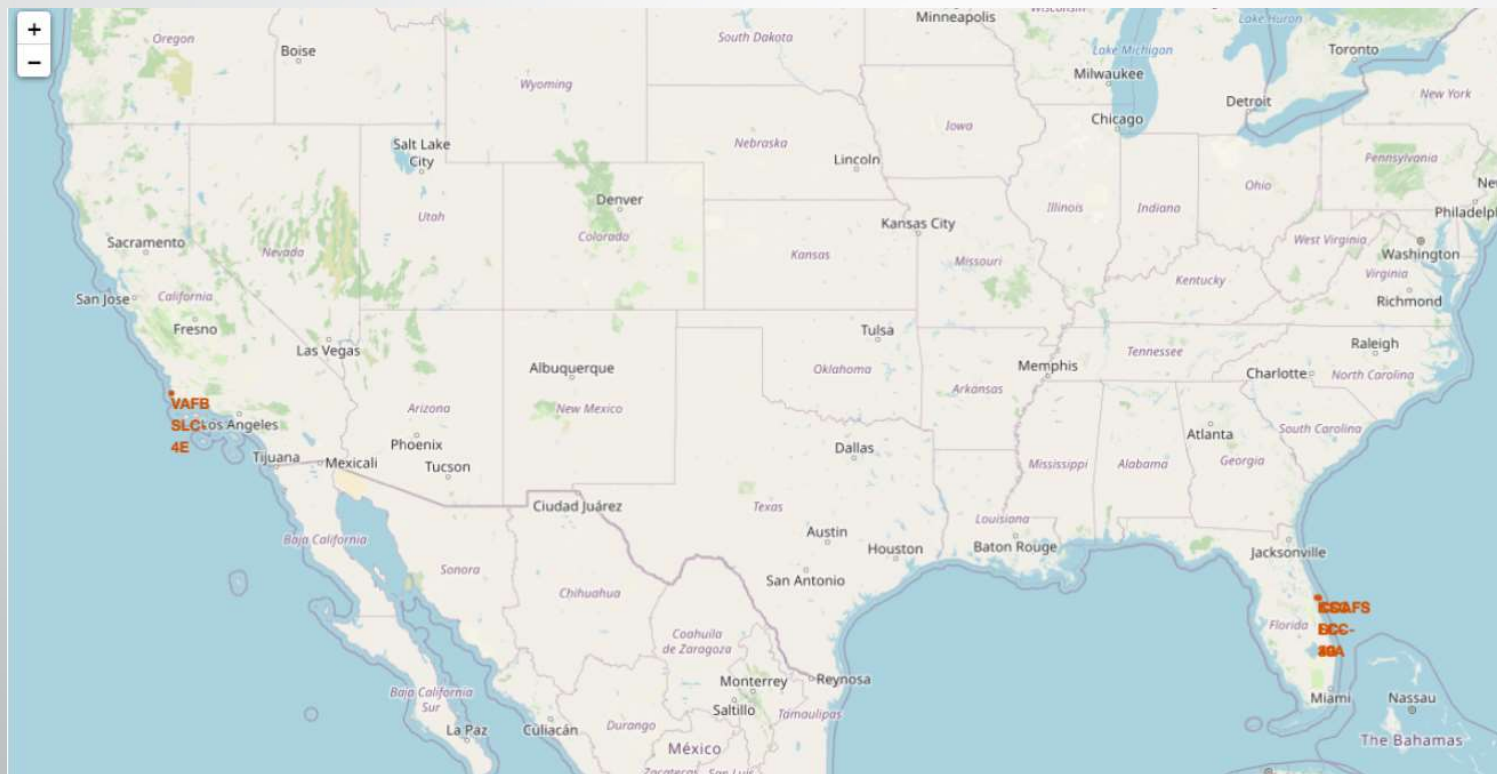 +
−
Oregon
Boise
South Dakota
Minneapolis
Wisconsin
Lake Huron
Lake Michigan
Toronto
Wyoming
Milwaukee
Detroit
New York
Chicago
Iowa
Nebraska
Salt Lake
City
Lincoln
Pennsylvania
Ohio
Denver
Utah
Illinois
Indiana
Philadelph
Kansas City
Colorado
Sacramento
Nevada
Kansas
Missouri
West Virginia
Washington
Virginia
Kentucky
San Jose
California
Richmond
Fresno
Tulsa
Las Vegas
Raleigh
Tennessee
Albuquerque
Oklahoma
Memphis
Charlotte
North Carolina
Arkansas
VAFB
SLC-
4E
Los Angeles
Arizona
New Mexico
South Carolina
Phoenix
Atlanta
Dallas
Tijuana
Mexicali
Tucson
Mississippi
Alabama
Georgia
Ciudad Juárez
Texas
Louisiana
Austin
Baja California
Houston
Baton Rouge
Jacksonville
Sonora
San Antonio
Chihuahua
Florida
Coahuila
de Zaragoza
Monterrey
Reynosa
Baja California
Sur
Saltillo
Tamaulipas
Miami
Nassau
La Paz
Culiacán
Durango
México
The Bahamas
Zacatecas
San Luis